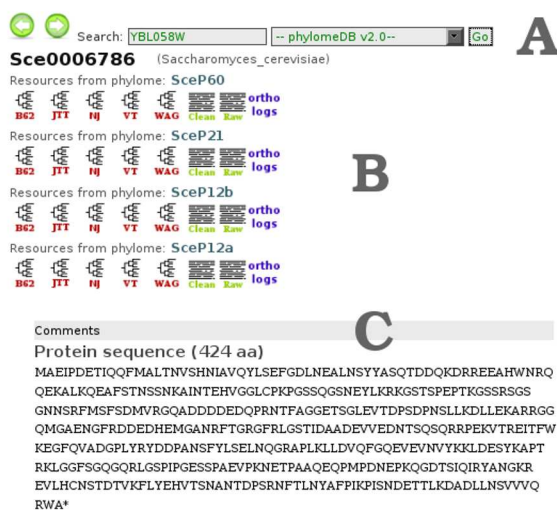 Search: YBL058W -- phylomeDB v2.0-- Go
A
Sce0006786 (Saccharomyces_cerevisiae)
Resources from phylome: SceP60
B62 JTT NJ VT WAG Clean Raw ortho logs
Resources from phylome: SceP21
B62 JTT NJ VT WAG Clean Raw ortho logs
B
Resources from phylome: SceP12b
B62 JTT NJ VT WAG Clean Raw ortho logs
Resources from phylome: SceP12a
B62 JTT NJ VT WAG Clean Raw ortho logs
C
Comments
Protein sequence (424 aa)
MAEIPDETIQQFMALTNVSHNIAVQYLSEFGDLNEALNSYYASQTDDQKDRREEAHWNRQ
QEKALKQEAFSTNSSNKAINTEHVGGLCPKPGSSQGSNEYLKRKGSTSPEPTKGSSRSGS
GNNSRFMSFSDMVRGQADDDDEDQPRNTFAGGETSGLEVTDPSDPNSLLKDLLEKARRGG
QMGAENGFRDDEDHEMGANRFTGRGFRLGSTIDAADEVVEDNTSQSQRRPEKVTREITFW
KEGFQVADGPLYRYDDPANSFYLSELNQGRAPLKLLDVQFGQEVEVNVYKKLDESYKAPT
RKLGGFSGQGQRLGSPIPGESSPAEVPKNETPAAQEQPMPDNEPKQGDTSIQIRYANGKR
EVLHCNSTDTVKFLYEHVTSNANTDPSRNFTLNYAFPIKPISNDETTLKDADLLNSVVVQ
RWA*